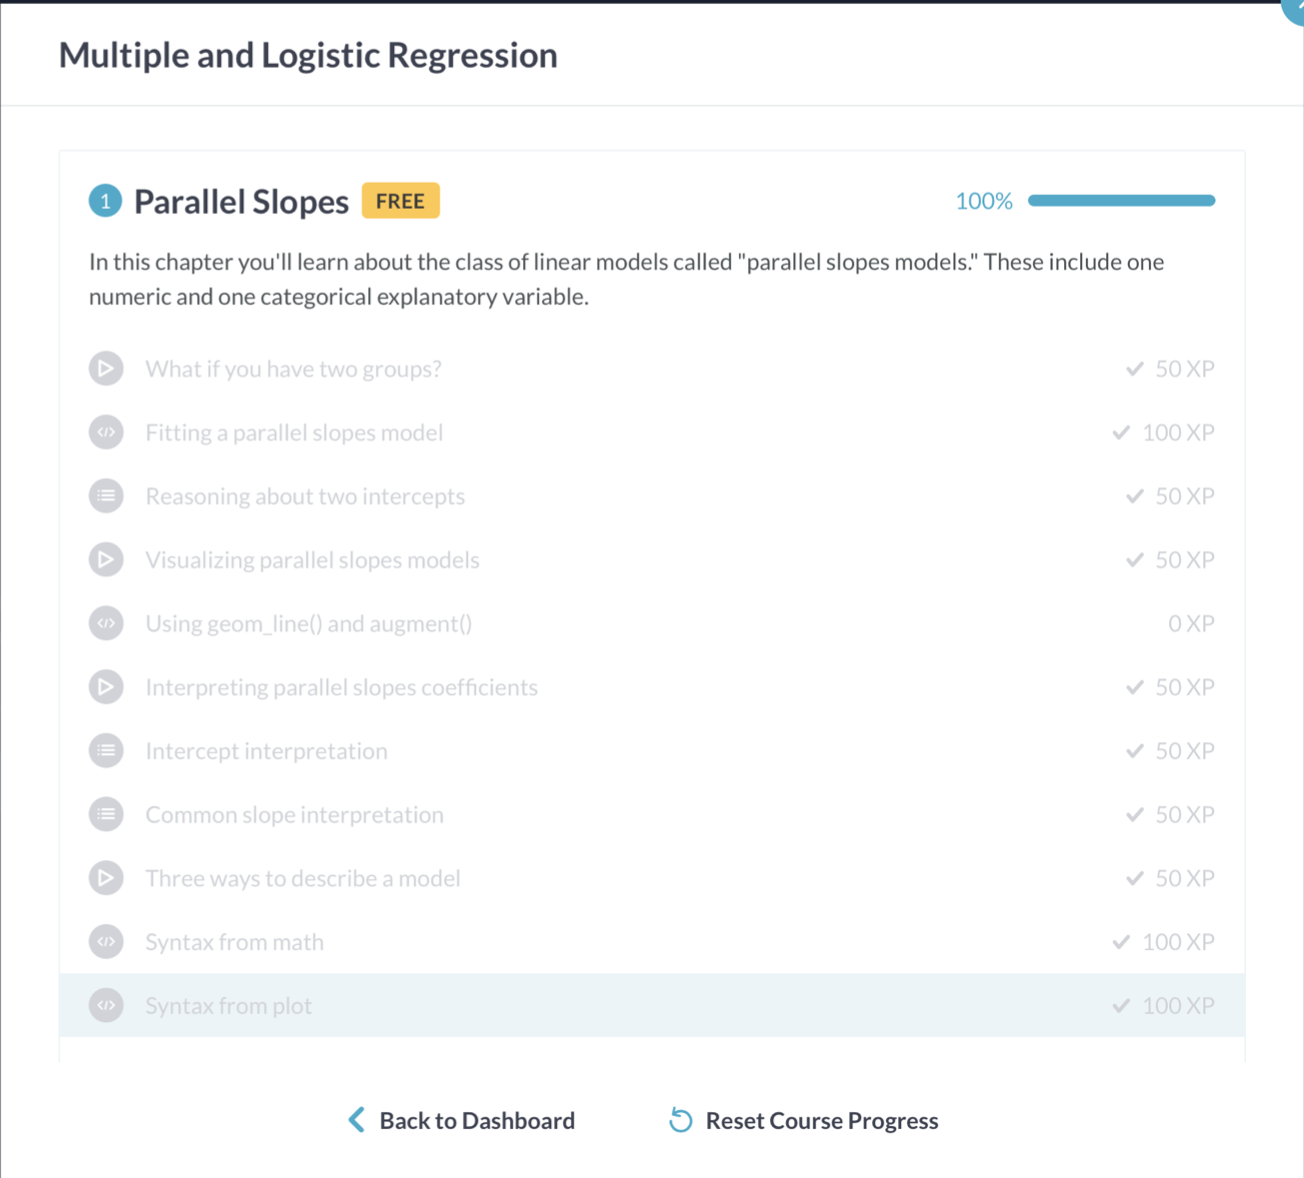 Multiple and Logistic Regression
1 Parallel Slopes FREE 100%
In this chapter you'll learn about the class of linear models called "parallel slopes models." These include one
numeric and one categorical explanatory variable.
What if you have two groups? 50 XP
Fitting a parallel slopes model 100 XP
Reasoning about two intercepts 50 XP
Visualizing parallel slopes models 50 XP
Using geom_line() and augment() 0 XP
Interpreting parallel slopes coefficients 50 XP
Intercept interpretation 50 XP
Common slope interpretation 50 XP
Three ways to describe a model 50 XP
Syntax from math 100 XP
Syntax from plot 100 XP
Back to Dashboard Reset Course Progress